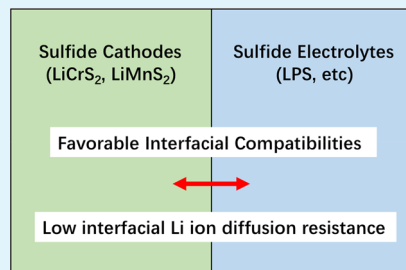 Sulfide Cathodes
(LiCrS₂, LiMnS₂)
Sulfide Electrolytes
(LPS, etc)
Favorable Interfacial Compatibilities
Low interfacial Li ion diffusion resistance